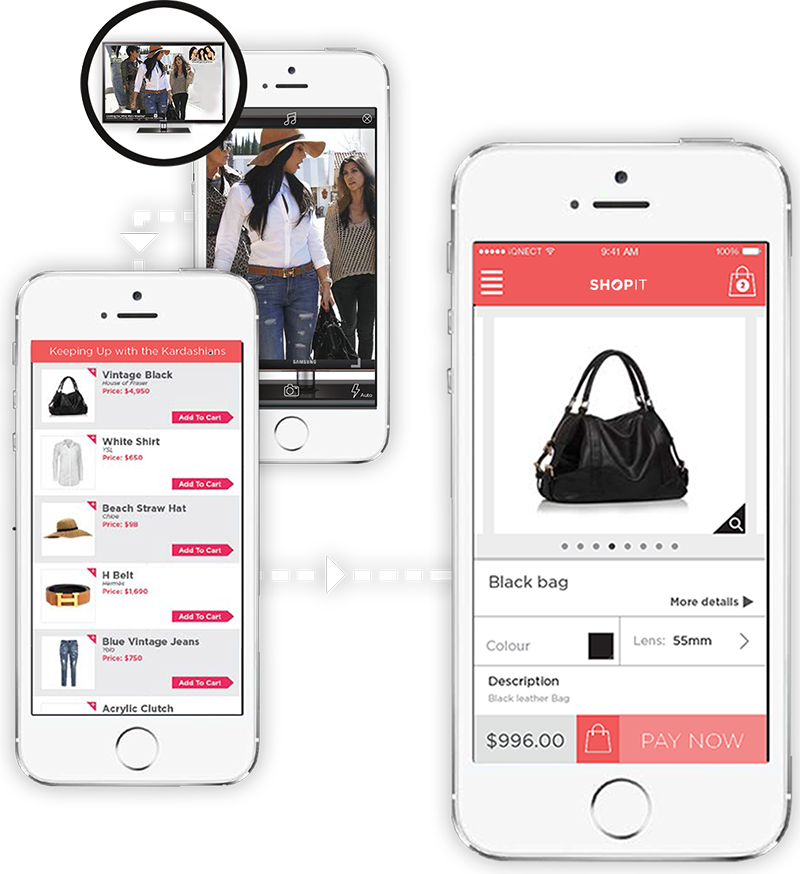 SAMSUNG
Auto
Keeping Up with the Kardashians
Vintage Black
House of Fraser
Price: $4,950
Add To Cart
White Shirt
YSL
Price: $650
Add To Cart
Beach Straw Hat
Chloe
Price: $98
Add To Cart
H Belt
Hermès
Price: $1,690
Add To Cart
Blue Vintage Jeans
Yolo
Price: $750
Add To Cart
Acrylic Clutch
iQNECT 9:41 AM 100%
SHOPIT
Black bag
More details
Colour
Lens: 55mm
Description
Black leather Bag
$996.00 PAY NOW